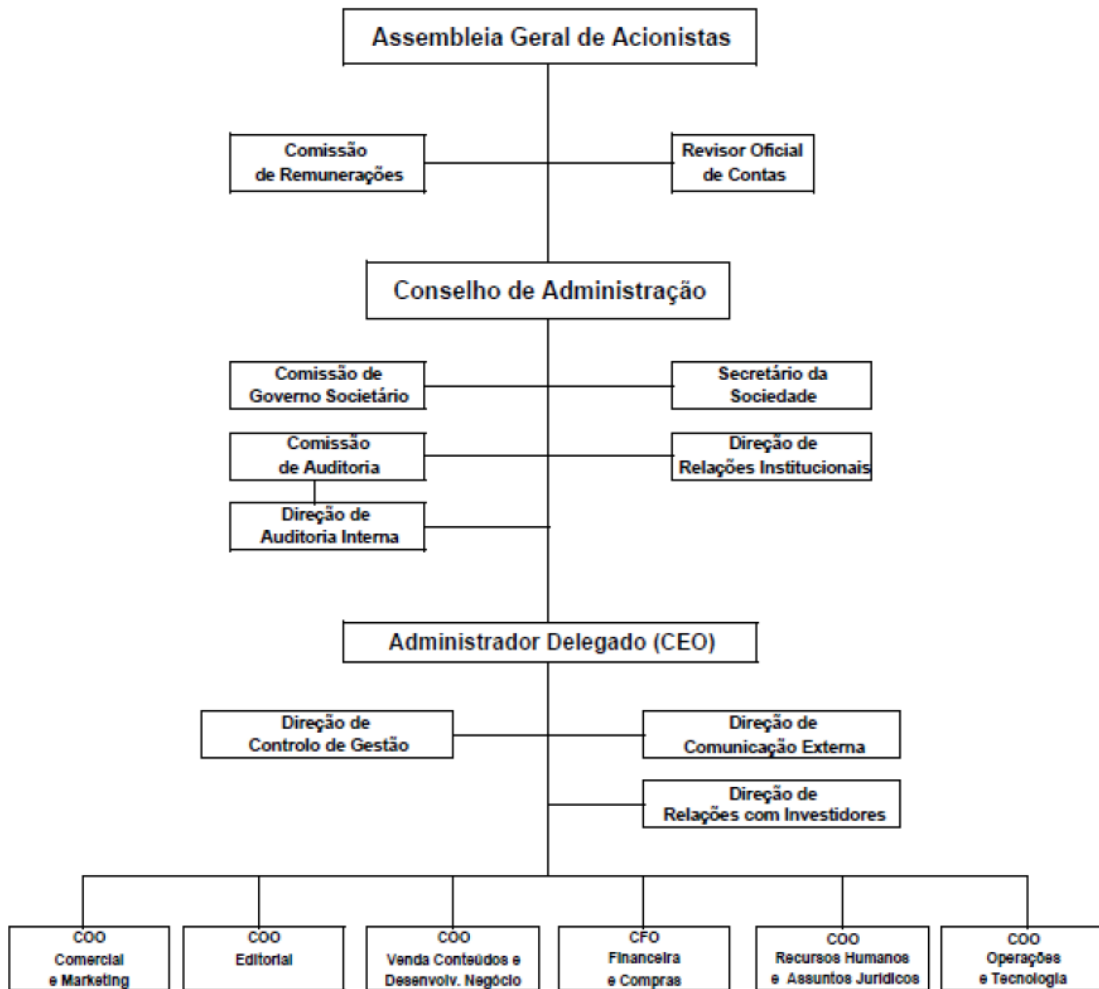 Assembleia Geral de Acionistas
Comissão
de Remunerações
Revisor Oficial
de Contas
Conselho de Administração
Comissão de
Governo Societário
Secretário da
Sociedade
Comissão
de Auditoria
Direção de
Relações Institucionais
Direção de
Auditoria Interna
Administrador Delegado (CEO)
Direção de
Controlo de Gestão
Direção de
Comunicação Externa
Direção de
Relações com Investidores
COO
Comercial
e Marketing
COO
Editorial
COO
Venda Conteúdos e
Desenvolv. Negócio
CFO
Financeira
e Compras
COO
Recursos Humanos
e Assuntos Jurídicos
COO
Operações
e Tecnologia